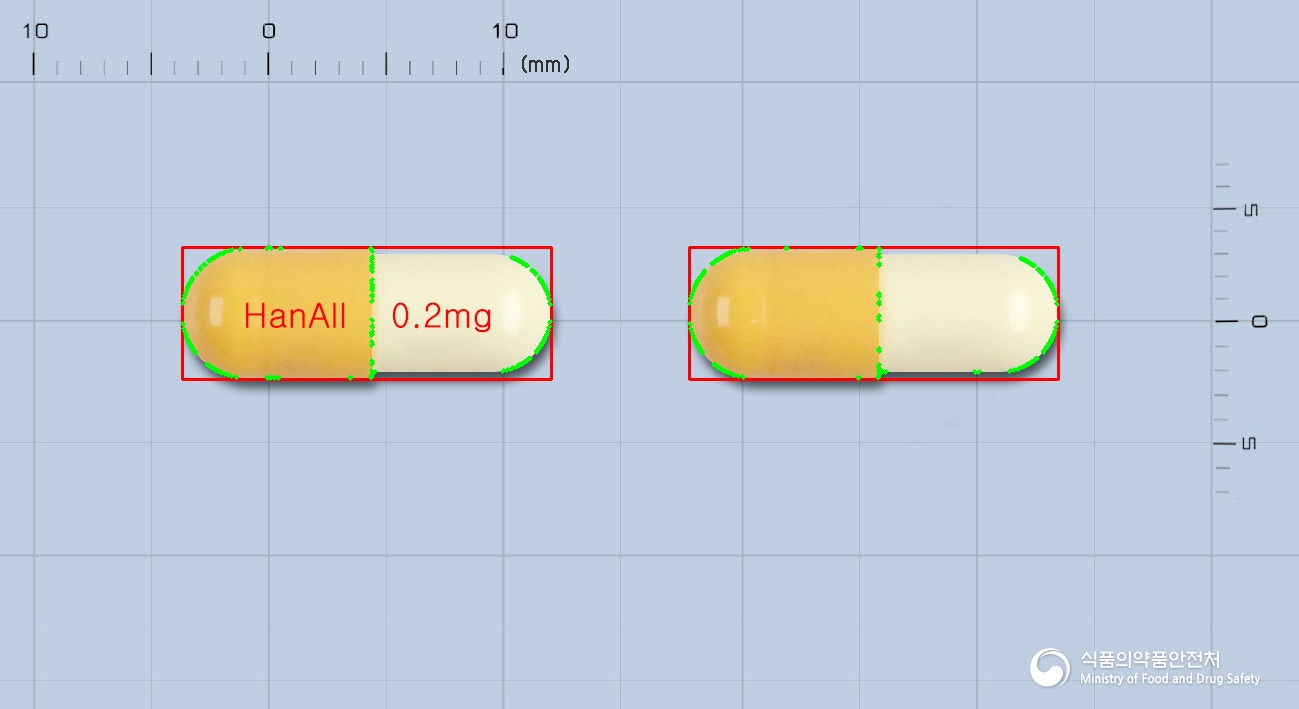 10 0 10
(mm)
5
HanAll 0.2mg
0
5
식품의약품안전처
Ministry of Food and Drug Safety